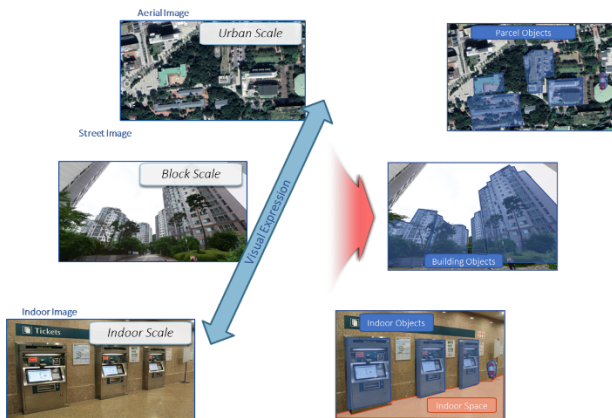 Aerial Image
Urban Scale
Parcel Objects
Street Image
Block Scale
Visual Expression
Building Objects
Indoor Image
Tickets
Indoor Scale
Indoor Objects
Indoor Space